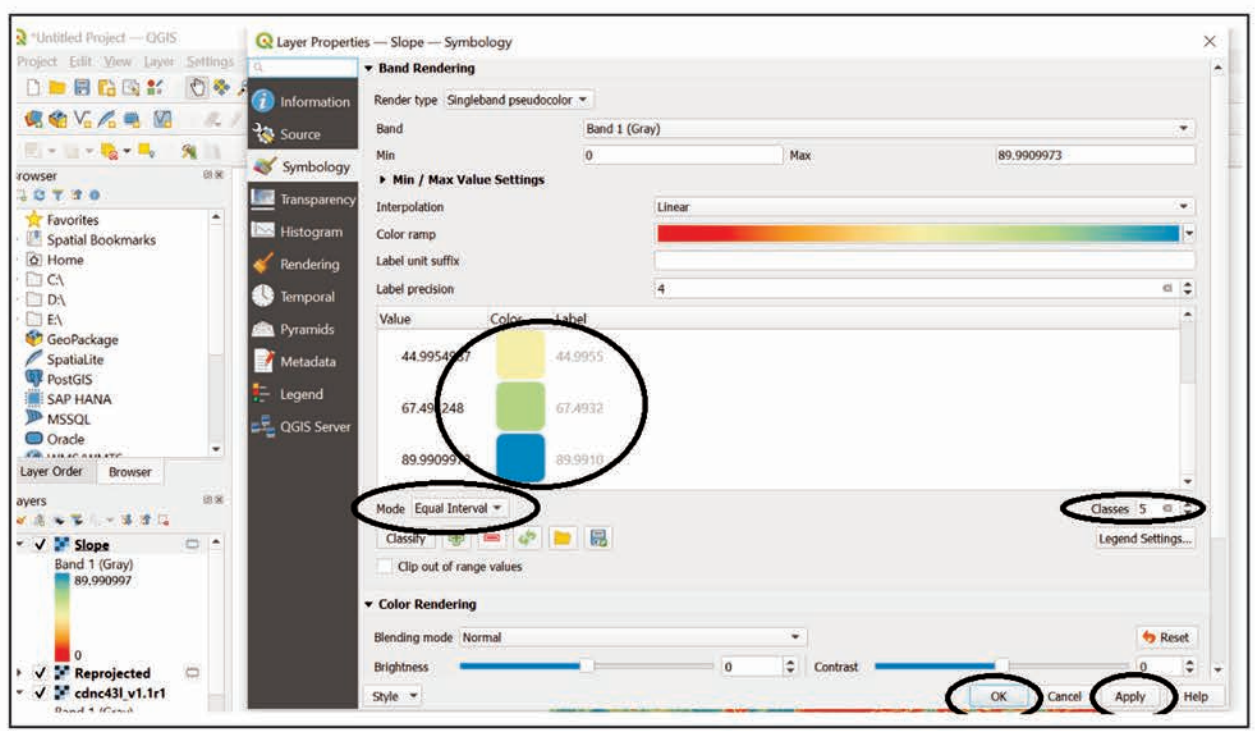 *Untitled Project — QGIS
Project Edit View Layer Settings
Layer Properties — Slope — Symbology
Information
Source
Symbology
Transparency
Histogram
Rendering
Temporal
Pyramids
Metadata
Legend
QGIS Server
Band Rendering
Render type Singleband pseudocolor
Band Band 1 (Gray)
Min 0 Max 89.9909973
Min / Max Value Settings
Interpolation Linear
Color ramp
Label unit suffix
Label precision 4
Value Color Label
44.9955
67.4932
89.9910
Mode Equal Interval Classes 5
Classify Legend Settings...
Clip out of range values
Color Rendering
Blending mode Normal Reset
Brightness 0 Contrast 0
Style OK Cancel Apply Help
rowser
Favorites
Spatial Bookmarks
Home
C:\
D:\
E:\
GeoPackage
SpatiaLite
PostGIS
SAP HANA
MSSQL
Oracle
Layer Order Browser
ayers
Slope
Band 1 (Gray)
89.990997
0
Reprojected
cdnc43l_v1.1r1
Band 1 (Gray)